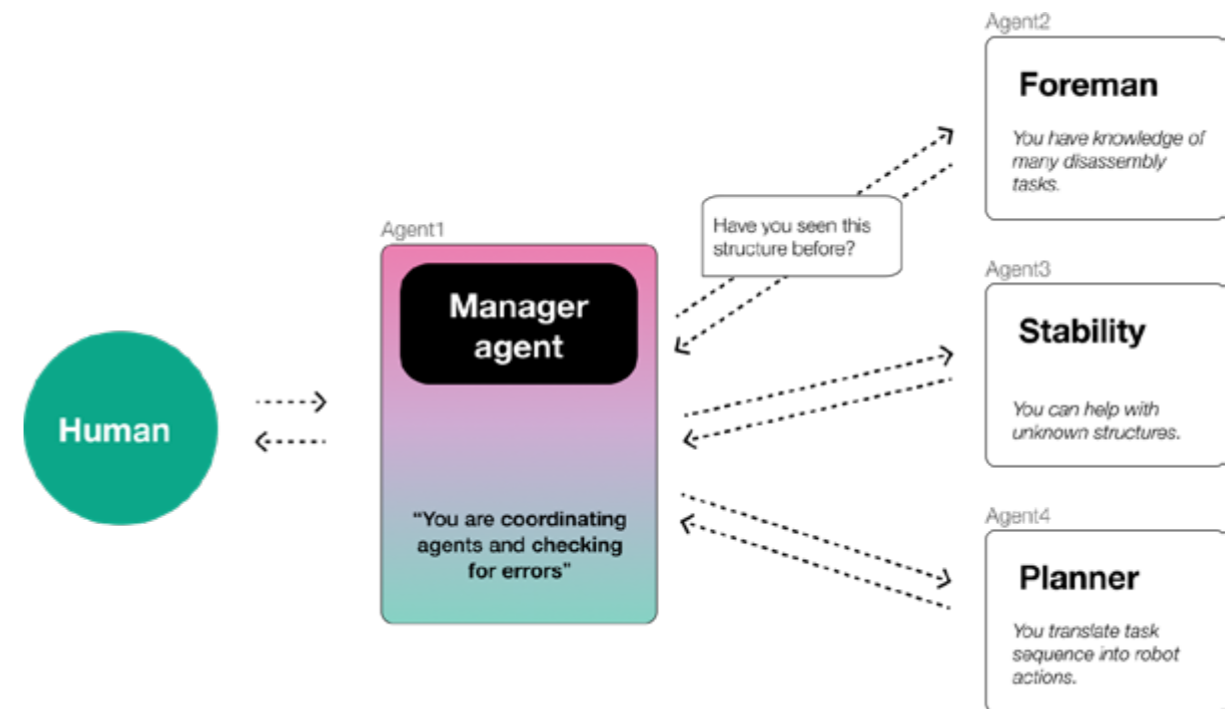 Human
Agent1
Manager
agent
"You are coordinating
agents and checking
for errors"
Have you seen this
structure before?
Agent2
Foreman
You have knowledge of
many disassembly
tasks.
Agent3
Stability
You can help with
unknown structures.
Agent4
Planner
You translate task
sequence into robot
actions.